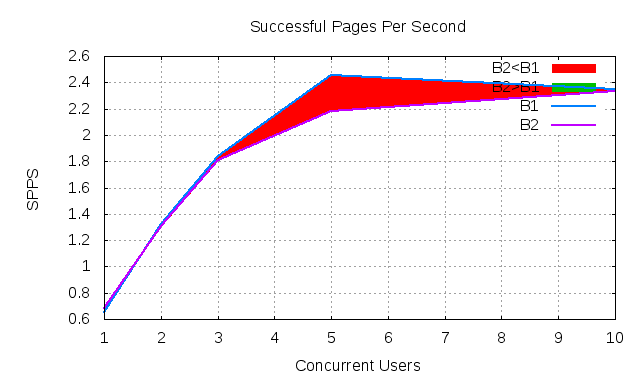 Successful Pages Per Second
2.6
2.4
2.2
2
1.8
1.6
1.4
1.2
1
0.8
0.6
SPPS
B2<B1
B2>B1
B1
B2
1 2 3 4 5 6 7 8 9 10
Concurrent Users